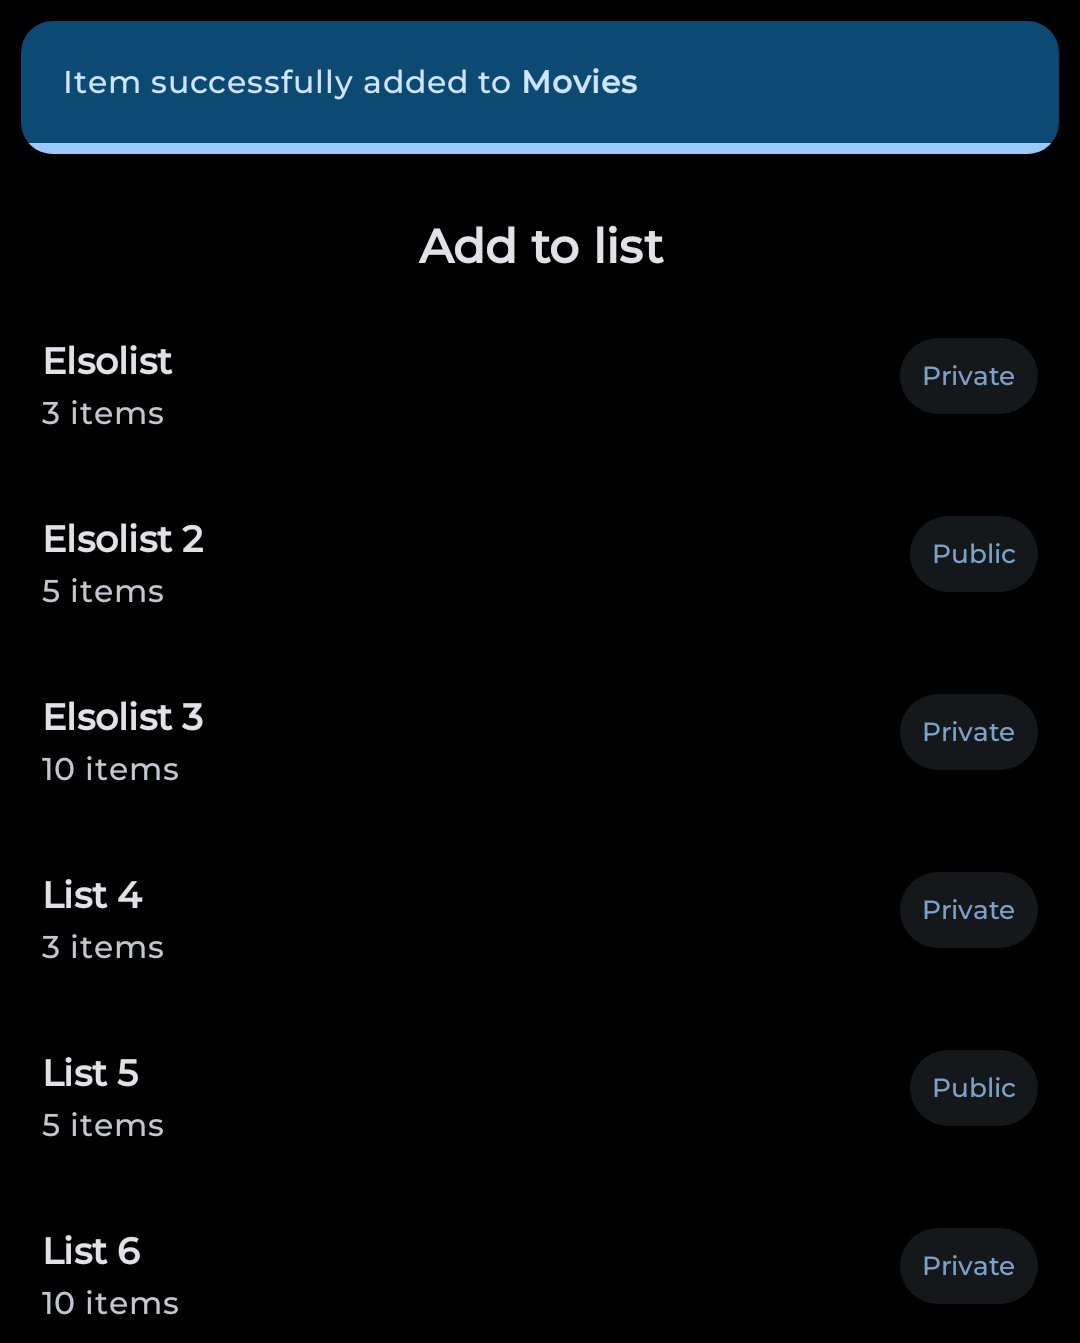 Item successfully added to Movies
Add to list
Elsolist
Private
3 items
Elsolist 2
Public
5 items
Elsolist 3
Private
10 items
List 4
Private
3 items
List 5
Public
5 items
List 6
Private
10 items